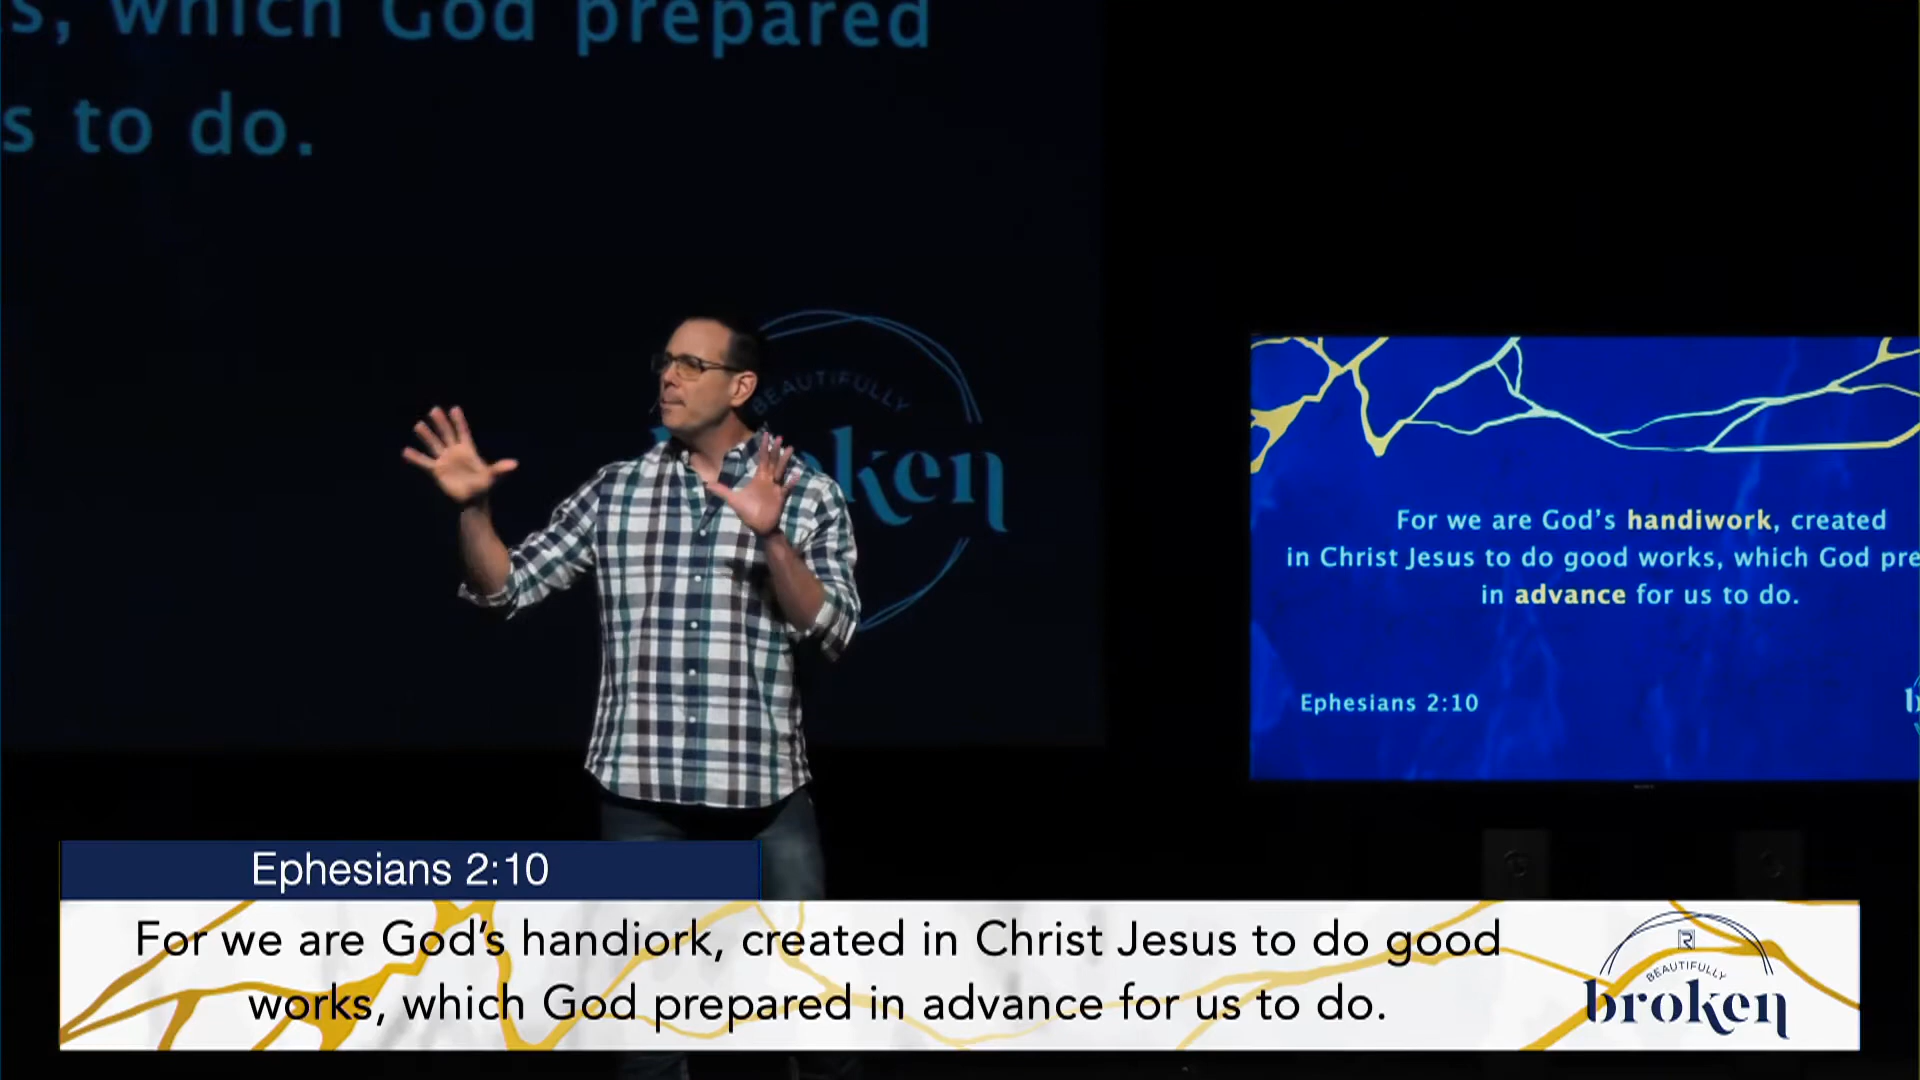 s, which God prepared
s to do.
BEAUTIFULLY
ken
For we are God's handiwork, created
in Christ Jesus to do good works, which God pre
in advance for us to do.
Ephesians 2:10
b
Ephesians 2:10
For we are God's handiork, created in Christ Jesus to do good
works, which God prepared in advance for us to do.
R
BEAUTIFULLY
broken